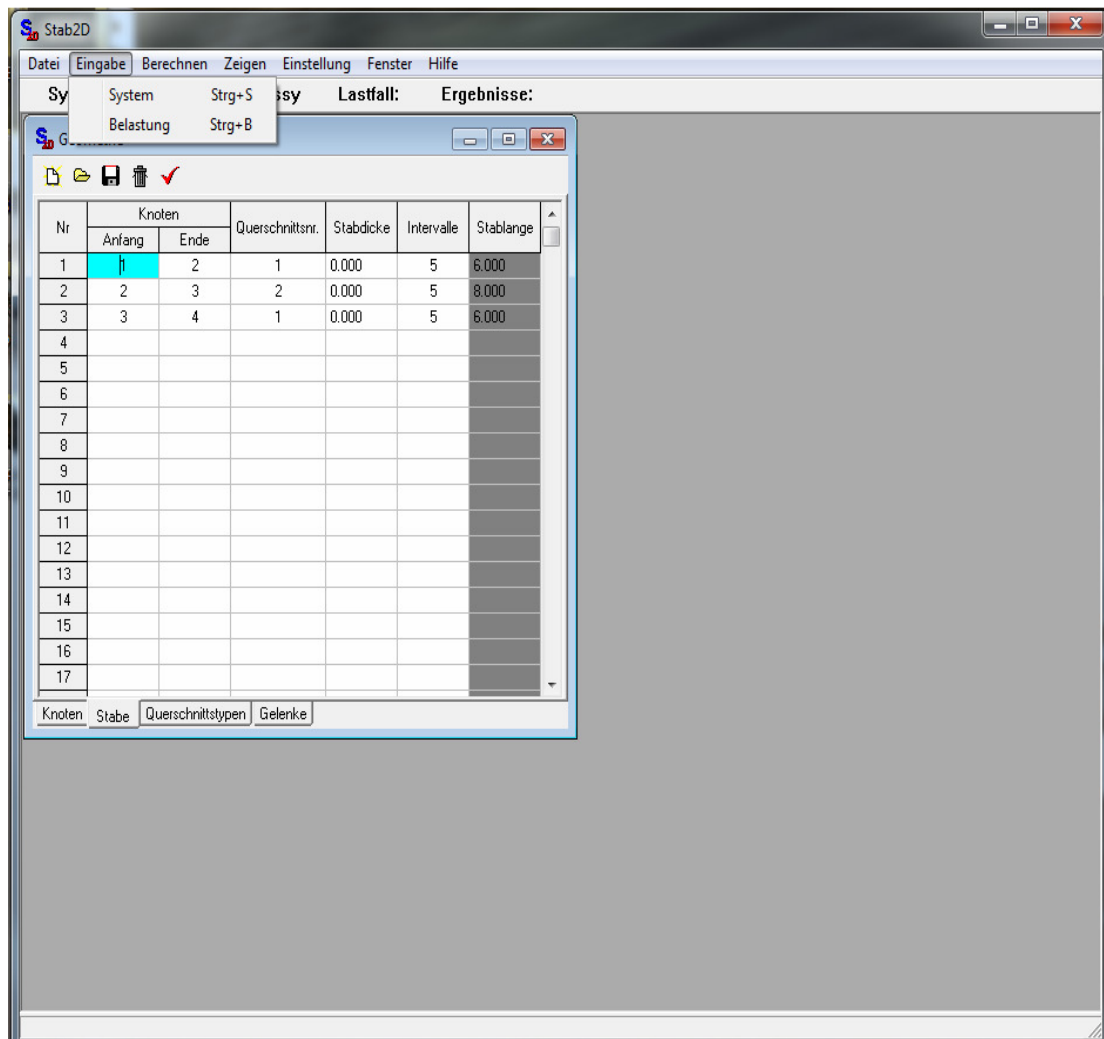 Stab2D
Datei Eingabe Berechnen Zeigen Einstellung Fenster Hilfe
Sy ssy Lastfall: Ergebnisse:
System Strg+S
Belastung Strg+B
Nr Knoten Querschnittsnr. Stabdicke Intervalle Stablange
Anfang Ende
1 1 2 1 0.000 5 6.000
2 2 3 2 0.000 5 8.000
3 3 4 1 0.000 5 6.000
4
5
6
7
8
9
10
11
12
13
14
15
16
17
Knoten Stabe Querschnittstypen Gelenke